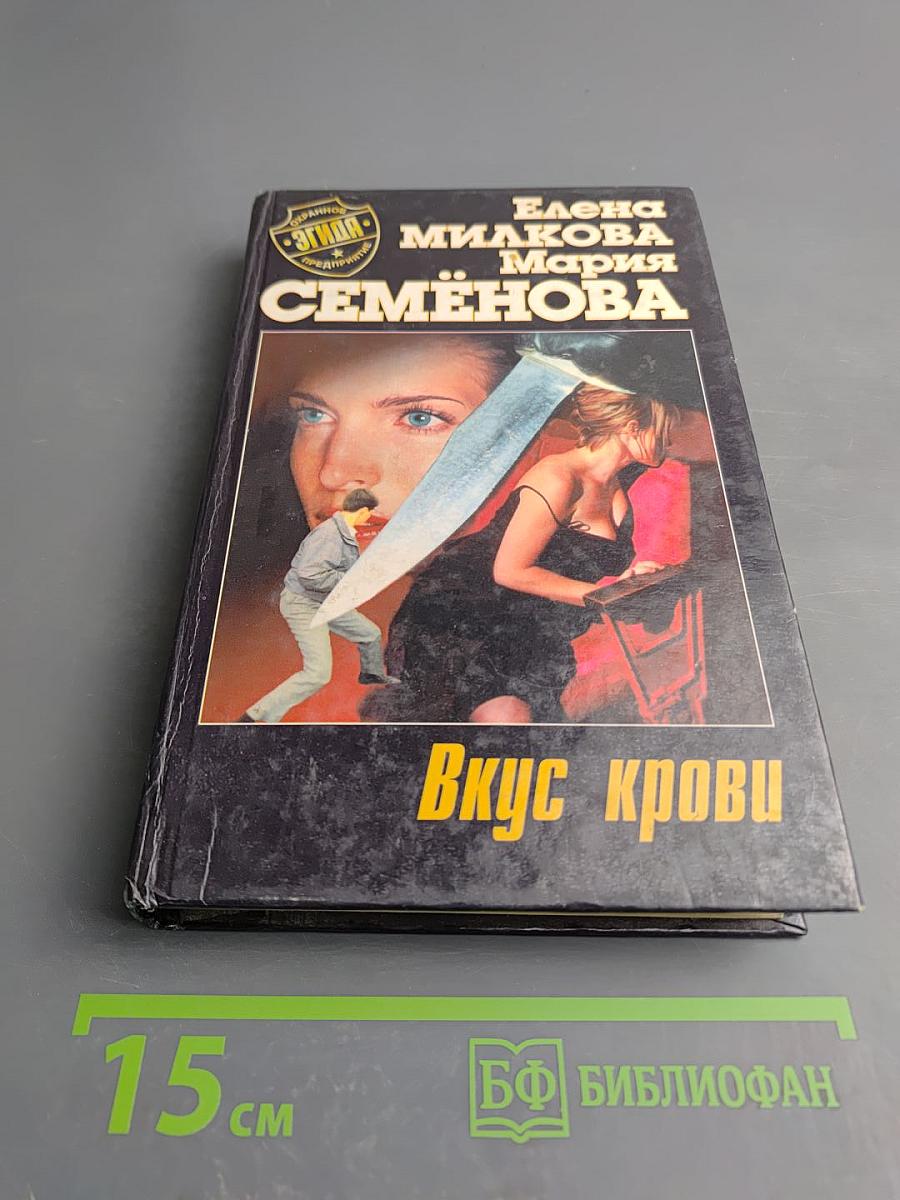 ОХРАННОЕ
ЭГИДА
ПРЕДПРИЯТИЕ
Елена
МИЛКОВА
Мария
СЕМЁНОВА
Вкус крови
15 см
БФ БИБЛИОФАН